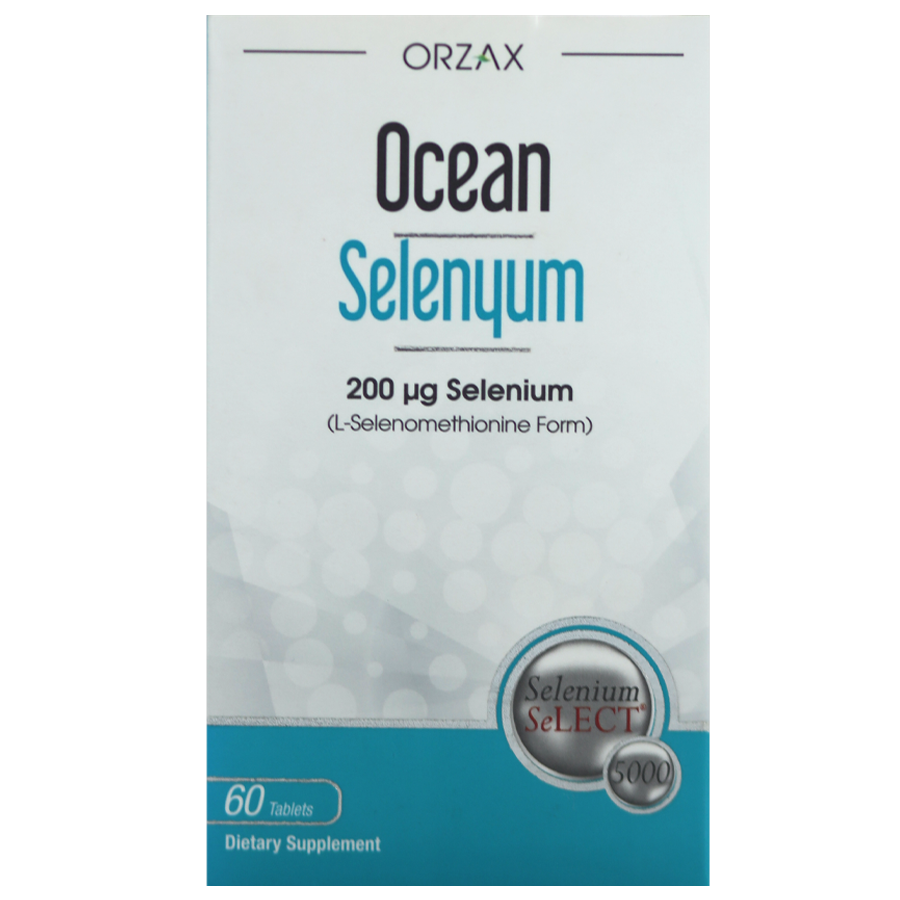 ORZAX
Ocean
Selenyum
200 µg Selenium
(L-Selenomethionine Form)
Selenium
SeLECT®
5000
60 Tablets
Dietary Supplement